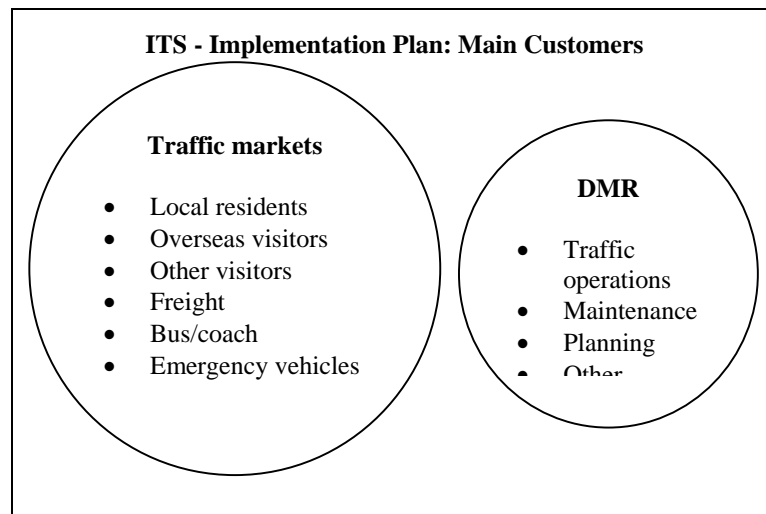 ITS - Implementation Plan: Main Customers
Traffic markets
• Local residents
• Overseas visitors
• Other visitors
• Freight
• Bus/coach
• Emergency vehicles
DMR
• Traffic
operations
• Maintenance
• Planning
• Other